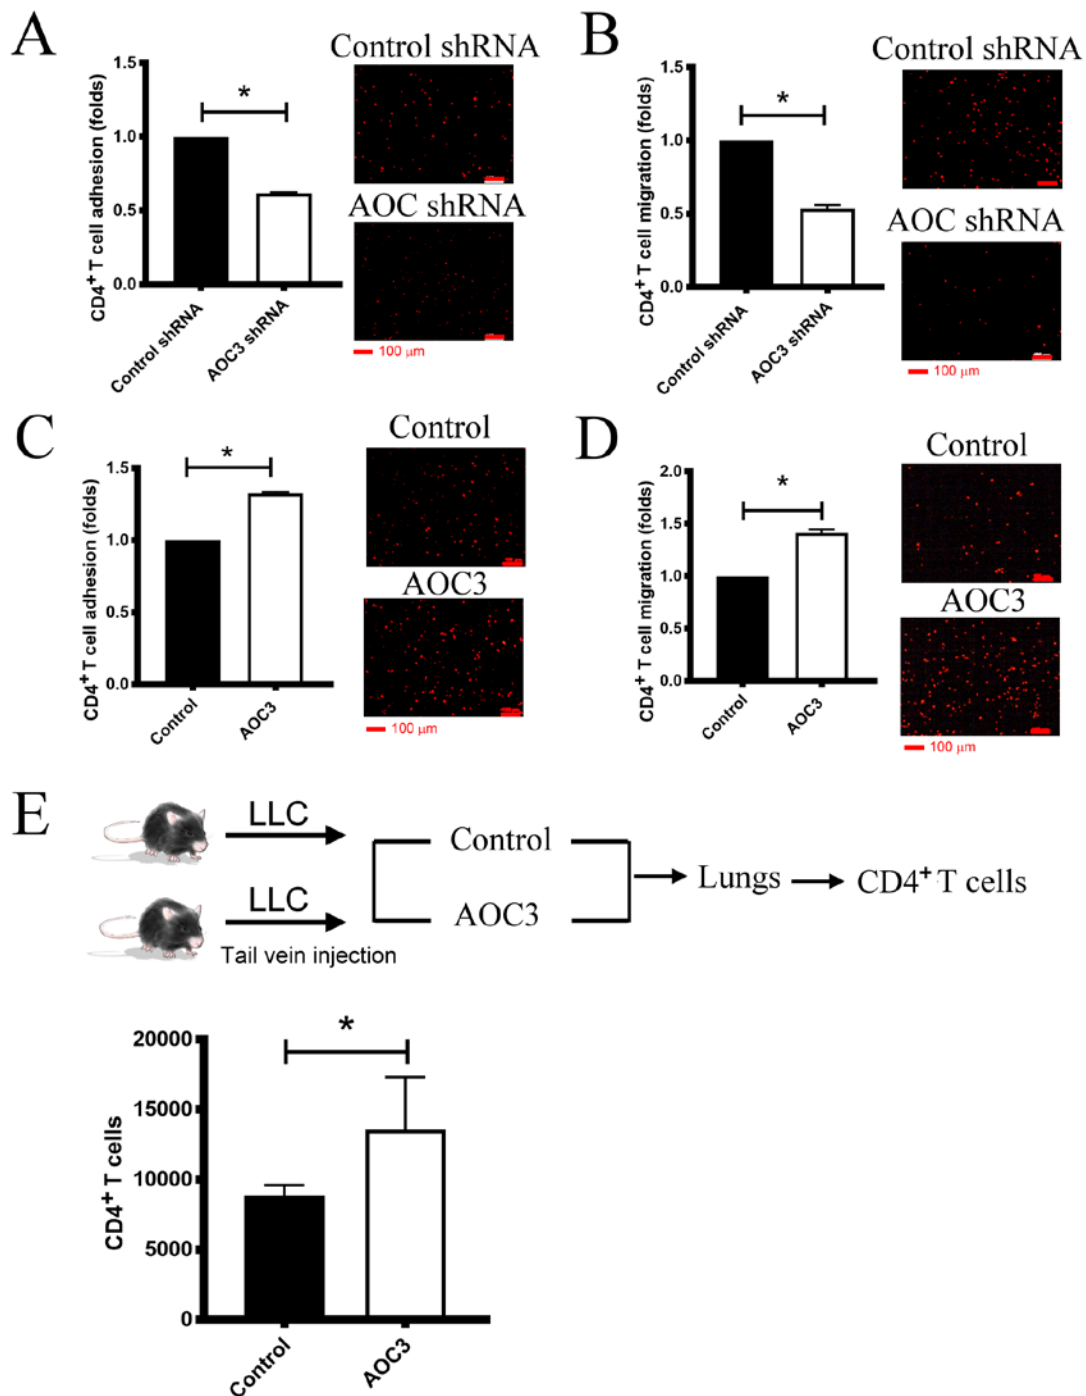 A
CD4+ T cell adhesion (folds)
1.5
1.0
0.5
0.0
*
Control shRNA
AOC3 shRNA
Control shRNA
AOC shRNA
100 µm
B
CD4+ T cell migration (folds)
1.5
1.0
0.5
0.0
*
Control shRNA
AOC3 shRNA
Control shRNA
AOC shRNA
100 µm
C
CD4+ T cell adhesion (folds)
1.5
1.0
0.5
0.0
*
Control
AOC3
Control
AOC3
100 µm
D
CD4+ T cell migration (folds)
2.0
1.5
1.0
0.5
0.0
*
Control
AOC3
Control
AOC3
100 µm
E
LLC
LLC
Tail vein injection
Control
AOC3
Lungs
CD4+ T cells
CD4+ T cells
20000
15000
10000
5000
0
*
Control
AOC3